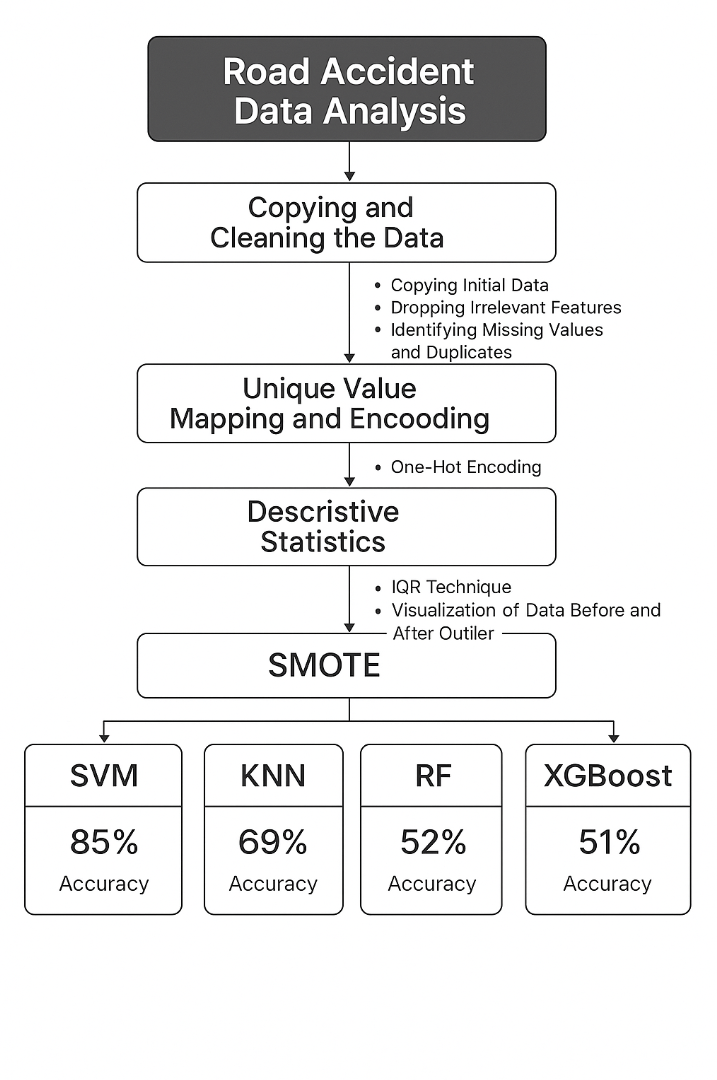 Road Accident
Data Analysis
Copying and
Cleaning the Data
• Copying Initial Data
• Dropping Irrelevant Features
• Identifying Missing Values
and Duplicates
Unique Value
Mapping and Encooding
• One-Hot Encoding
Descristive
Statistics
• IQR Technique
• Visualization of Data Before and
After Outiler
SMOTE
SVM
85%
Accuracy
KNN
69%
Accuracy
RF
52%
Accuracy
XGBoost
51%
Accuracy